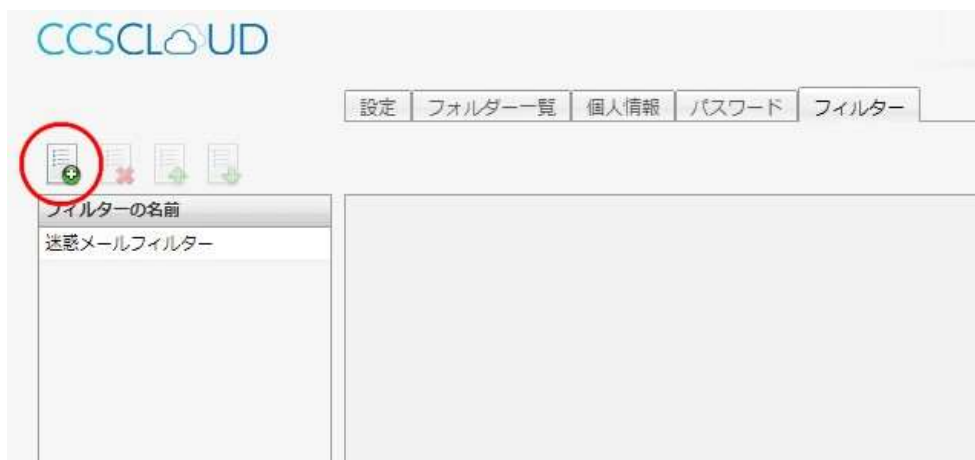 CCSCLOUD
設定
フォルダー一覧
個人情報
パスワード
フィルター
フィルターの名前
迷惑メールフィルター